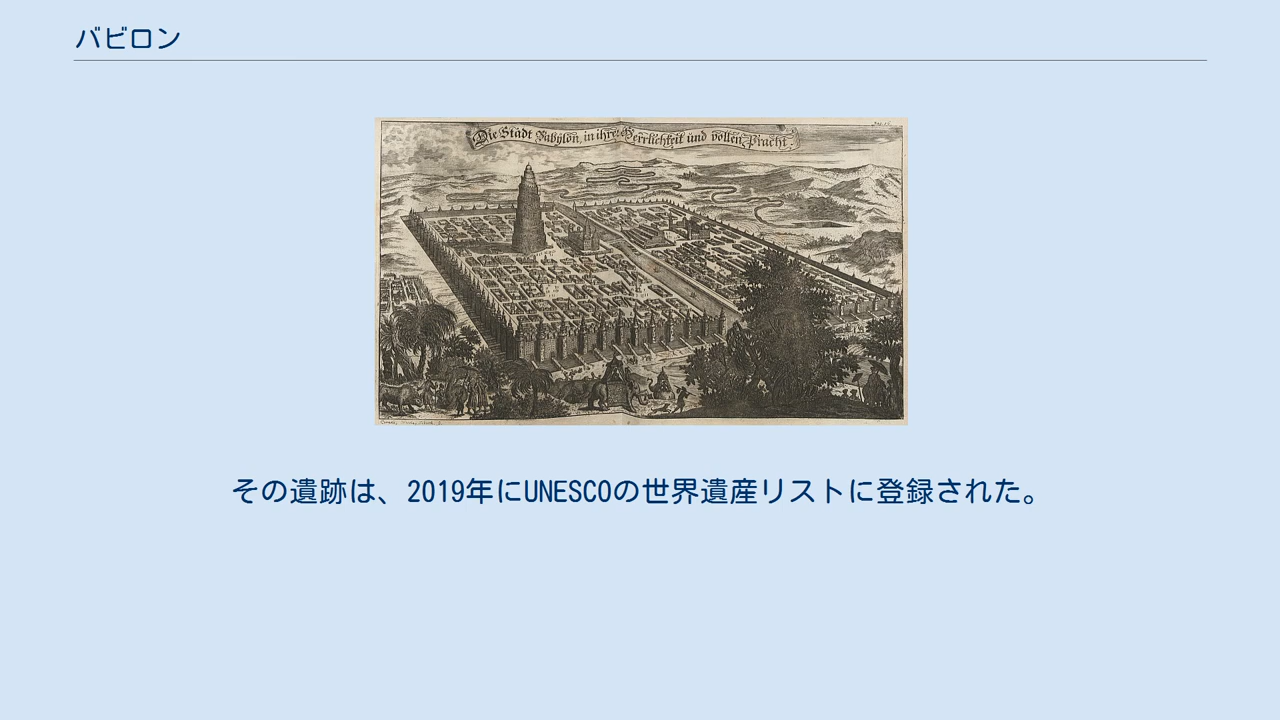 バビロン
Die Stadt Babylon, in ihrer Herrlichkeit und vollen Pracht.
その遺跡は、2019年にUNESCOの世界遺産リストに登録された。